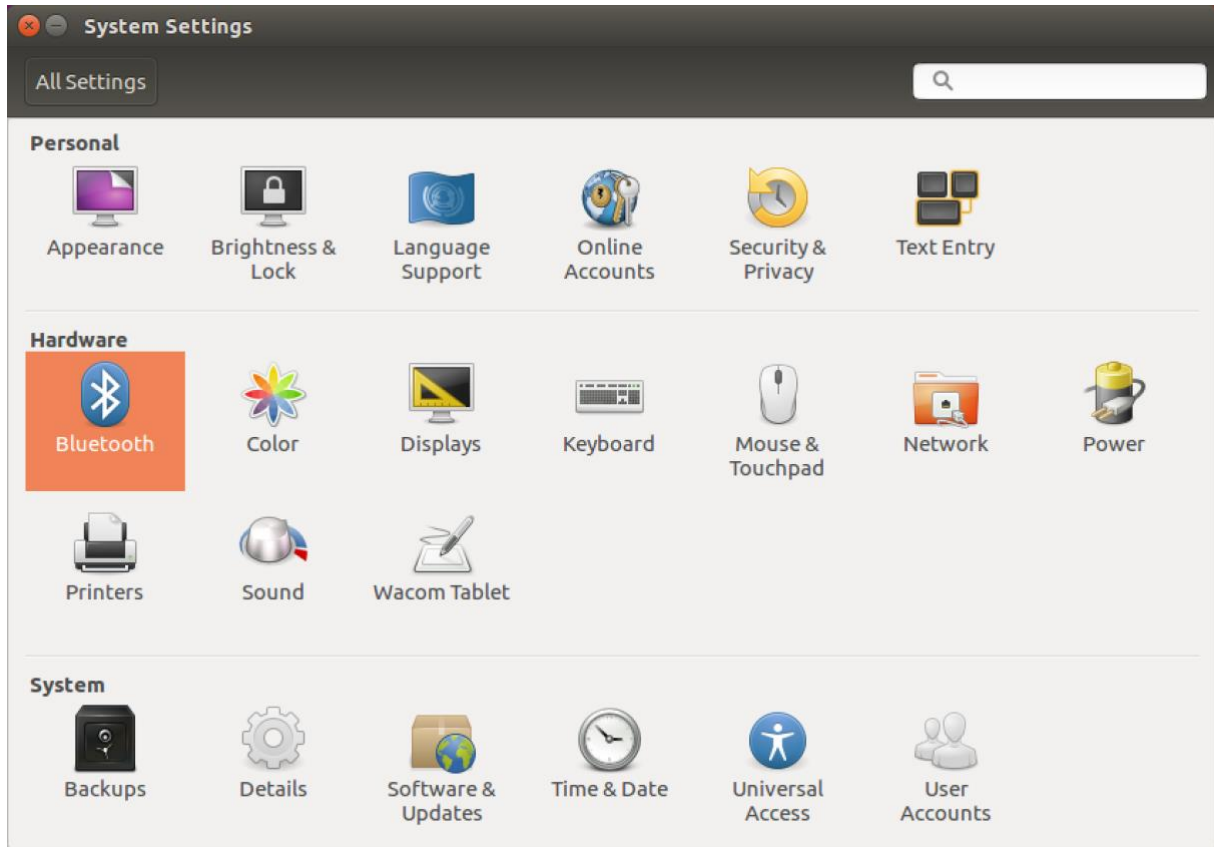 System Settings
All Settings
Personal
Appearance
Brightness &
Lock
Language
Support
Online
Accounts
Security &
Privacy
Text Entry
Hardware
Bluetooth
Color
Displays
Keyboard
Mouse &
Touchpad
Network
Power
Printers
Sound
Wacom Tablet
System
Backups
Details
Software &
Updates
Time & Date
Universal
Access
User
Accounts